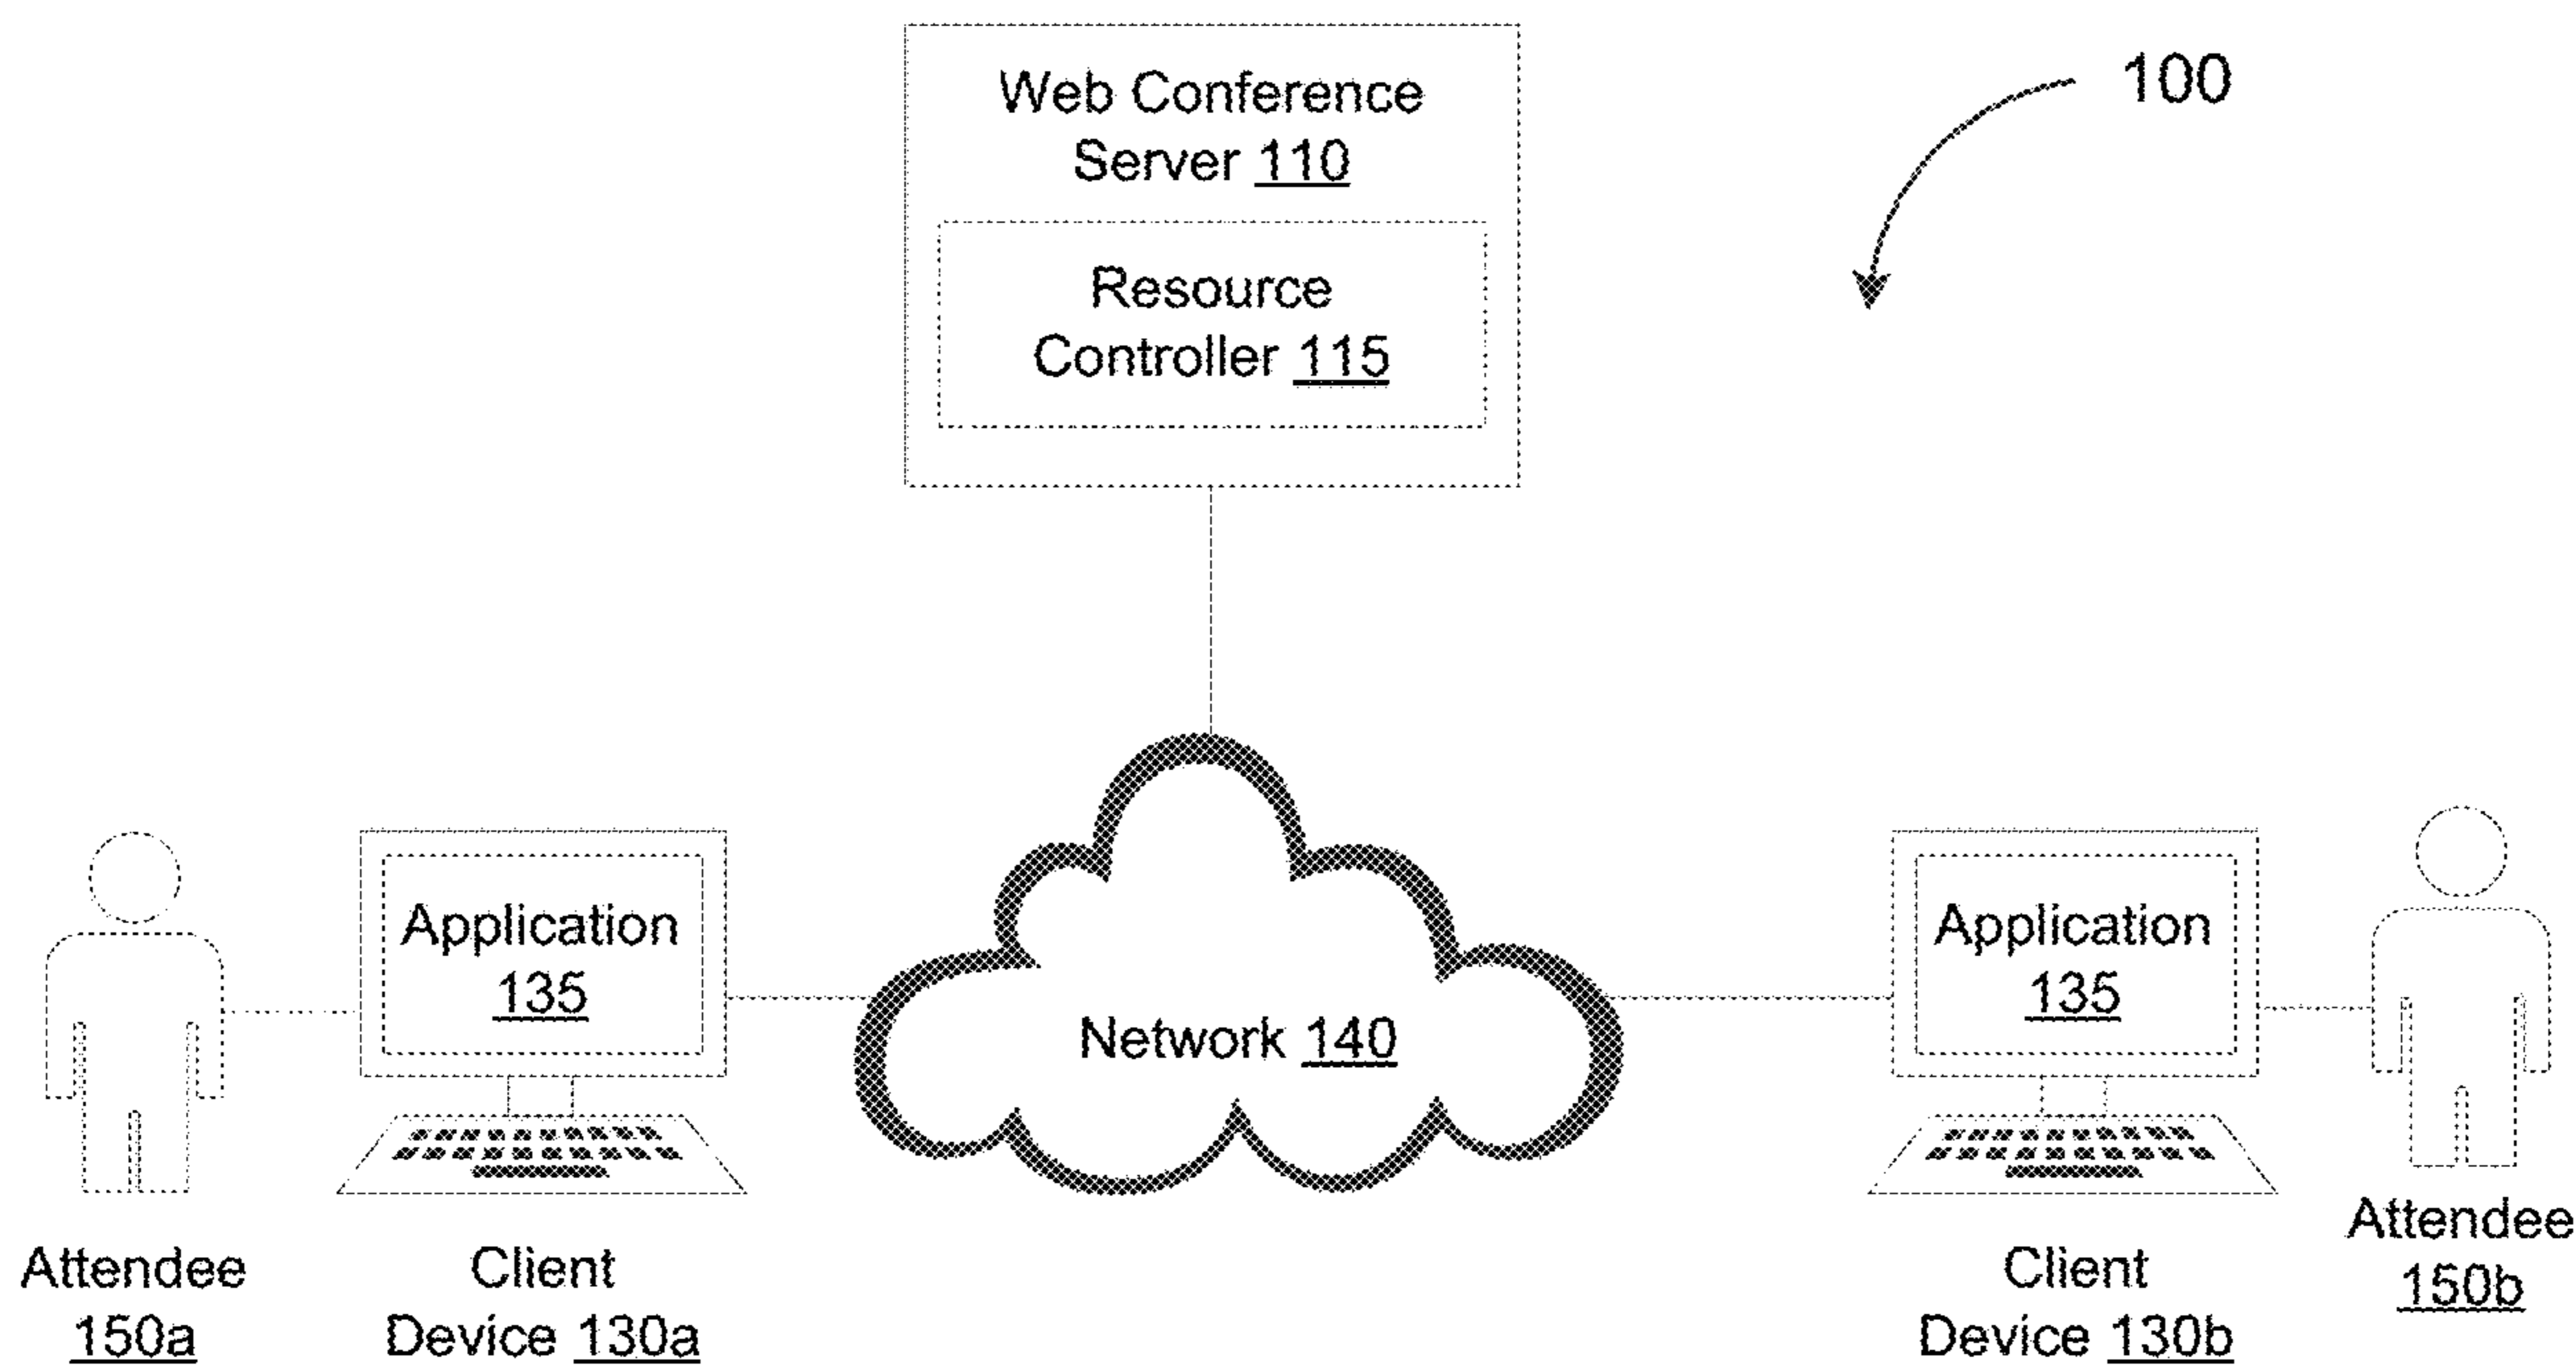 Web Conference
Server 110
100
Resource
Controller 115
Application
135
Network 140
Application
135
Attendee
150a
Client
Device 130a
Client
Device 130b
Attendee
150b